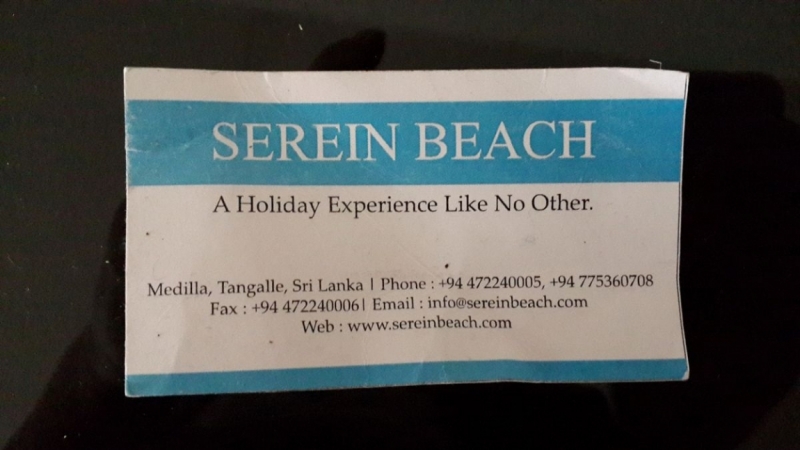 SEREIN BEACH
A Holiday Experience Like No Other.
Medilla, Tangalle, Sri Lanka | Phone : +94 472240005, +94 775360708
Fax : +94 472240006| Email : info@sereinbeach.com
Web : www.sereinbeach.com